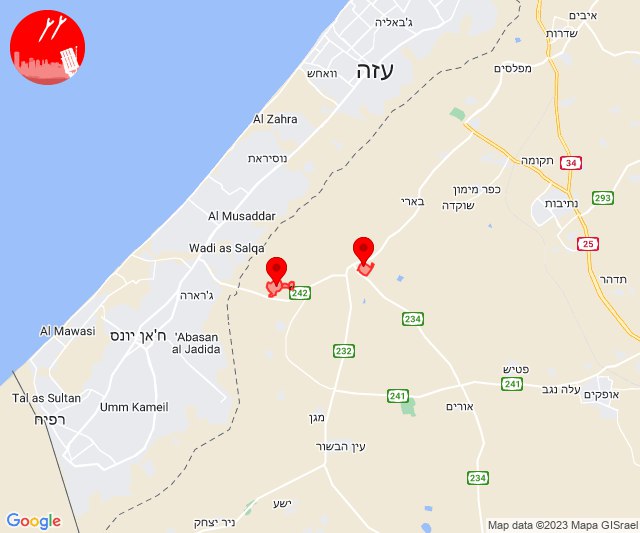 איבים
ג'באליה
שדרות
עזה
וואחש
מפלסים
Al Zahra
נוסיראת
תקומה
34
כפר מימון
שוקדה
293
נתיבות
בארי
Al Musaddar
25
Wadi as Salqa
תדהר
ג'רארה
242
234
Al Mawasi
ח'אן יונס
'Abasan
al Jadida
232
פטיש
241
עלה נגב
אופקים
Tal as Sultan
רפיח
Umm Kameil
241
אורים
מגן
עין הבשור
234
ישע
ניר יצחק
Google
Map data ©2023 Mapa GISrael